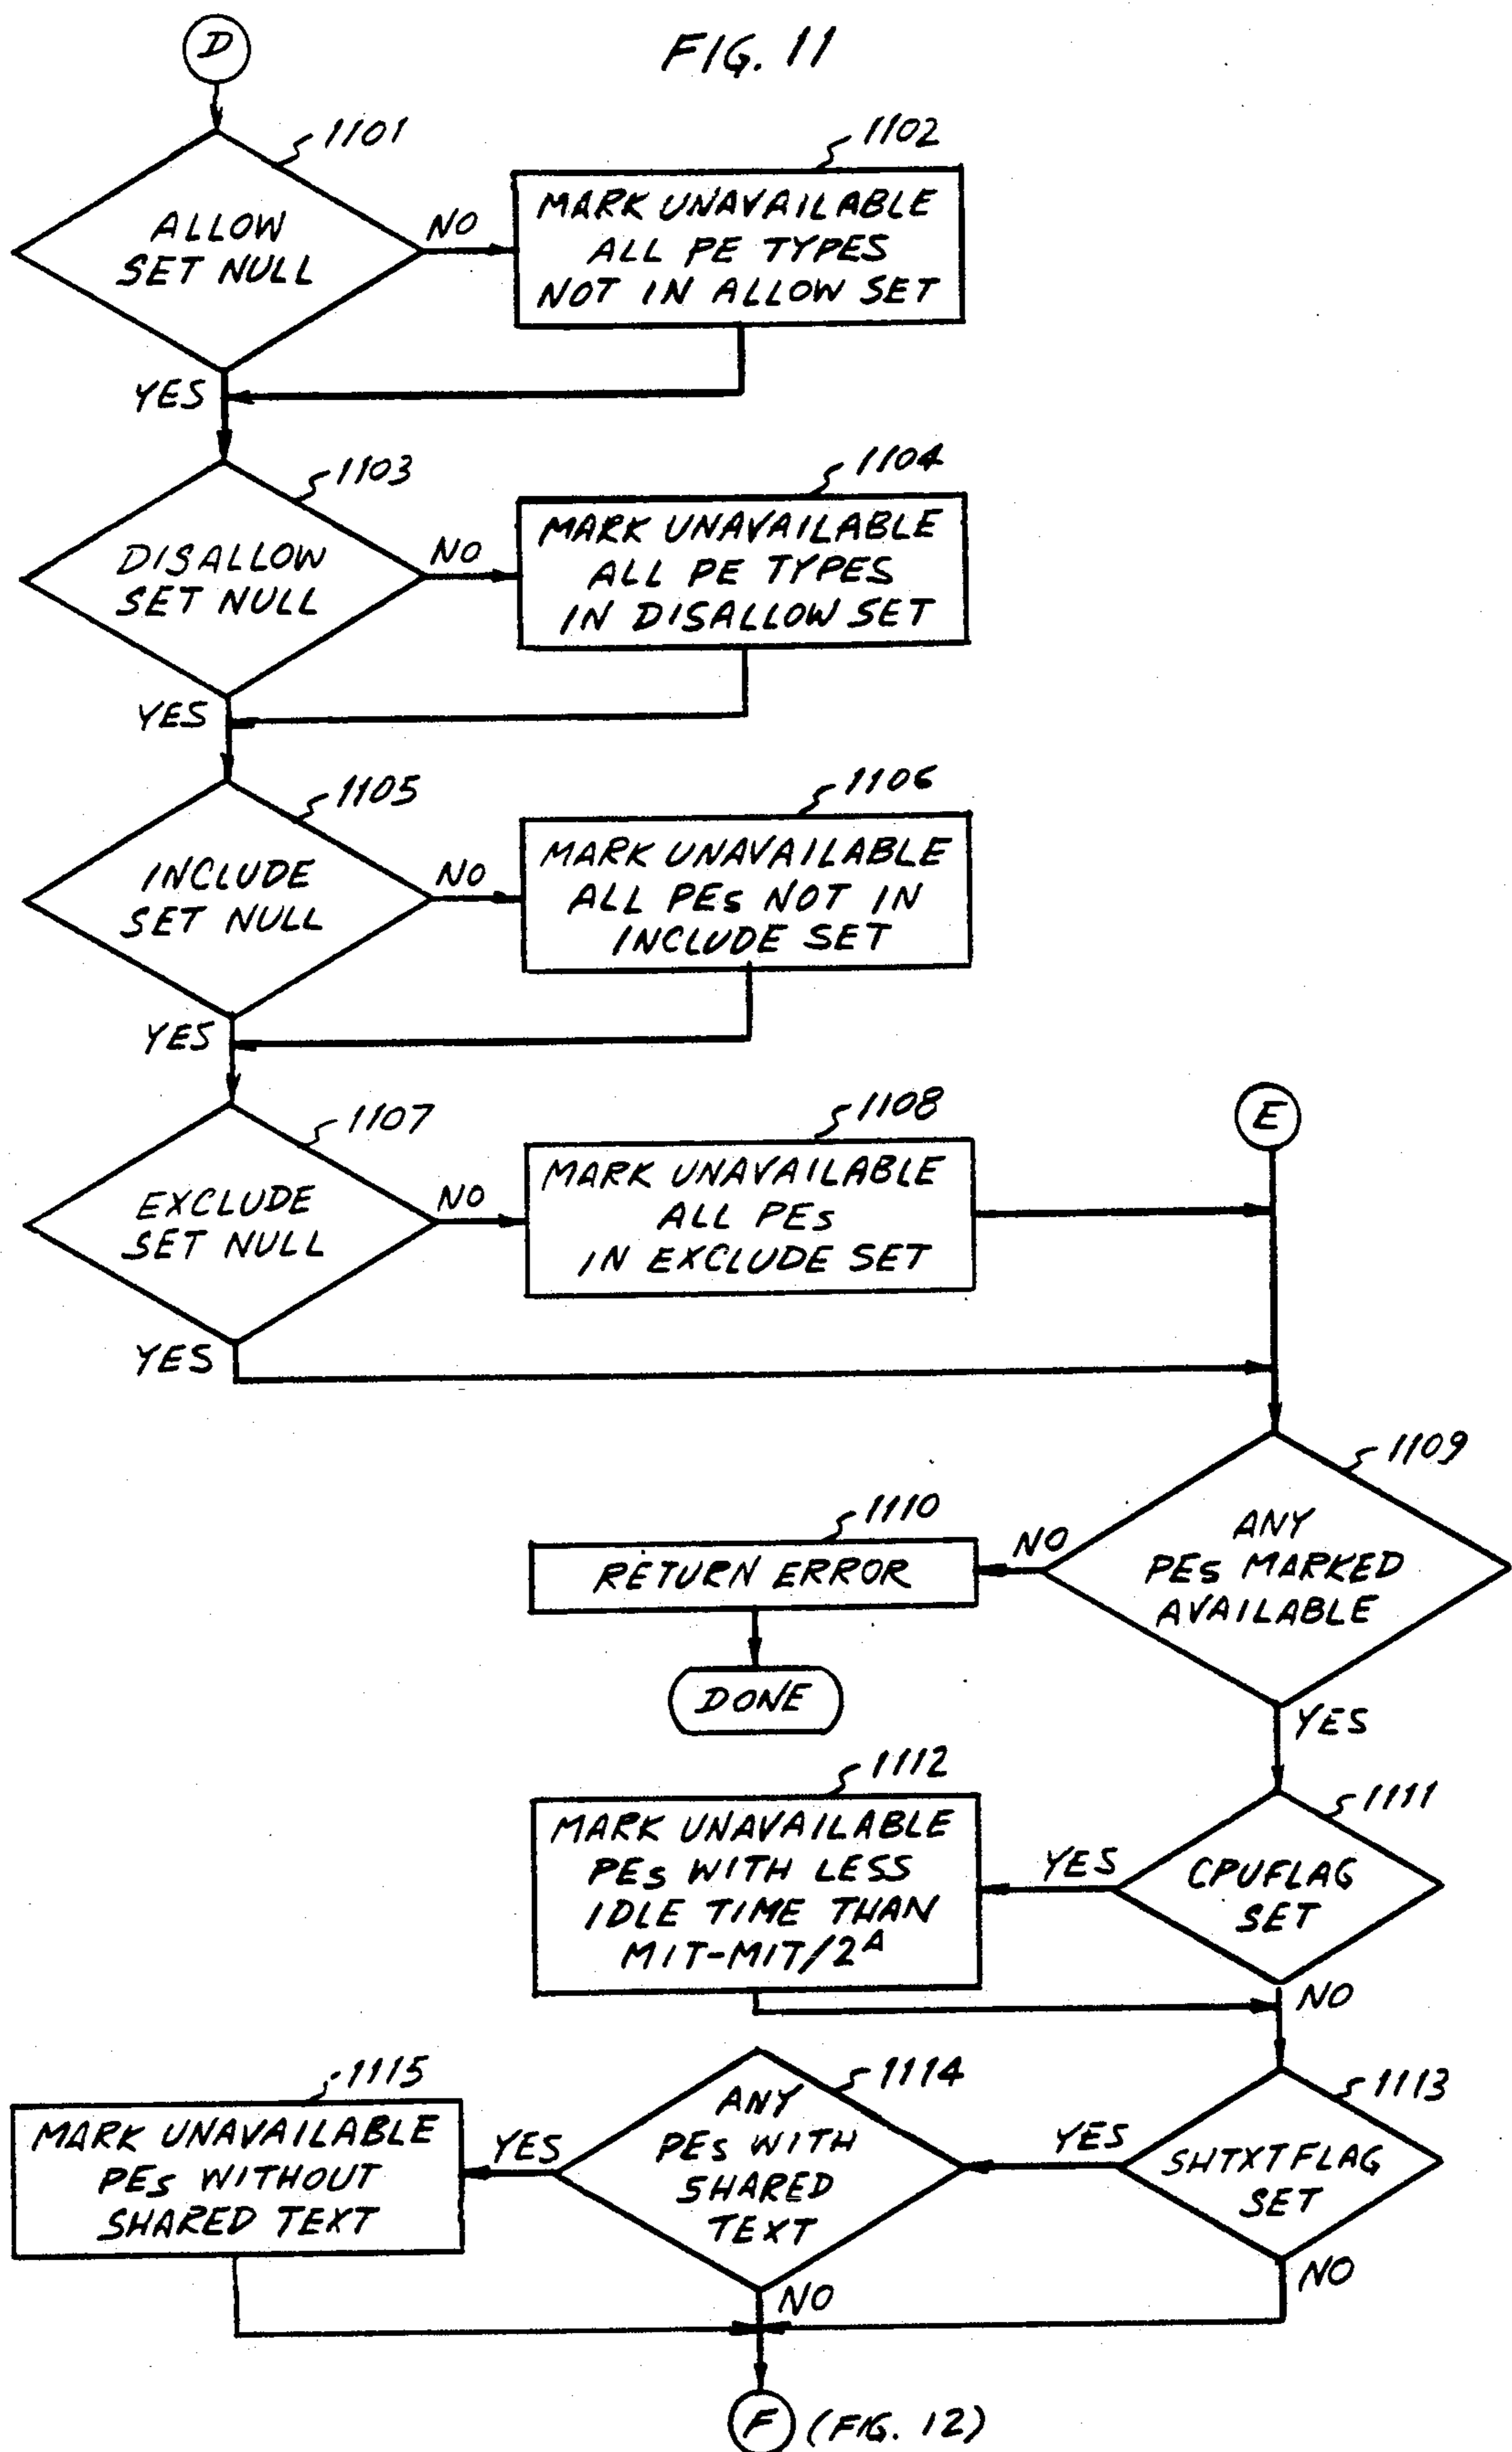 D
FIG. 11
1101
ALLOW
SET NULL
NO
YES
1102
MARK UNAVAILABLE
ALL PE TYPES
NOT IN ALLOW SET
1103
DISALLOW
SET NULL
NO
YES
1104
MARK UNAVAILABLE
ALL PE TYPES
IN DISALLOW SET
1105
INCLUDE
SET NULL
NO
YES
1106
MARK UNAVAILABLE
ALL PEs NOT IN
INCLUDE SET
1107
EXCLUDE
SET NULL
NO
YES
1108
MARK UNAVAILABLE
ALL PEs
IN EXCLUDE SET
E
1109
ANY
PEs MARKED
AVAILABLE
NO
YES
1110
RETURN ERROR
DONE
1111
CPUFLAG
SET
YES
NO
1112
MARK UNAVAILABLE
PEs WITH LESS
IDLE TIME THAN
MIT-MIT/2^A
1113
SHTXTFLAG
SET
YES
NO
1114
ANY
PEs WITH
SHARED
TEXT
YES
NO
1115
MARK UNAVAILABLE
PEs WITHOUT
SHARED TEXT
F (FIG. 12)